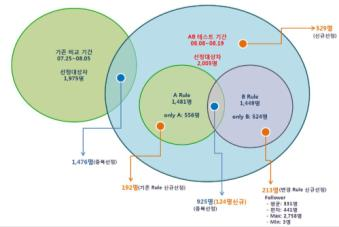 AB 테스트 기간
08.08~08.19
선정대상자
2,005명
529명
(신규선정)
기존 비교 기간
07.25~08.05
선정대상자
1,975명
A Rule
1,481명
only A: 556명
B Rule
1,449명
only B: 524명
1,476명(중복선정)
192명(기존 Rule 신규선정)
925명(124명신규)
(중복선정)
213명(변경 Rule 신규선정)
Follower
- 평균: 831명
- 편차: 441명
- Max: 2,758명
- Min: 3명